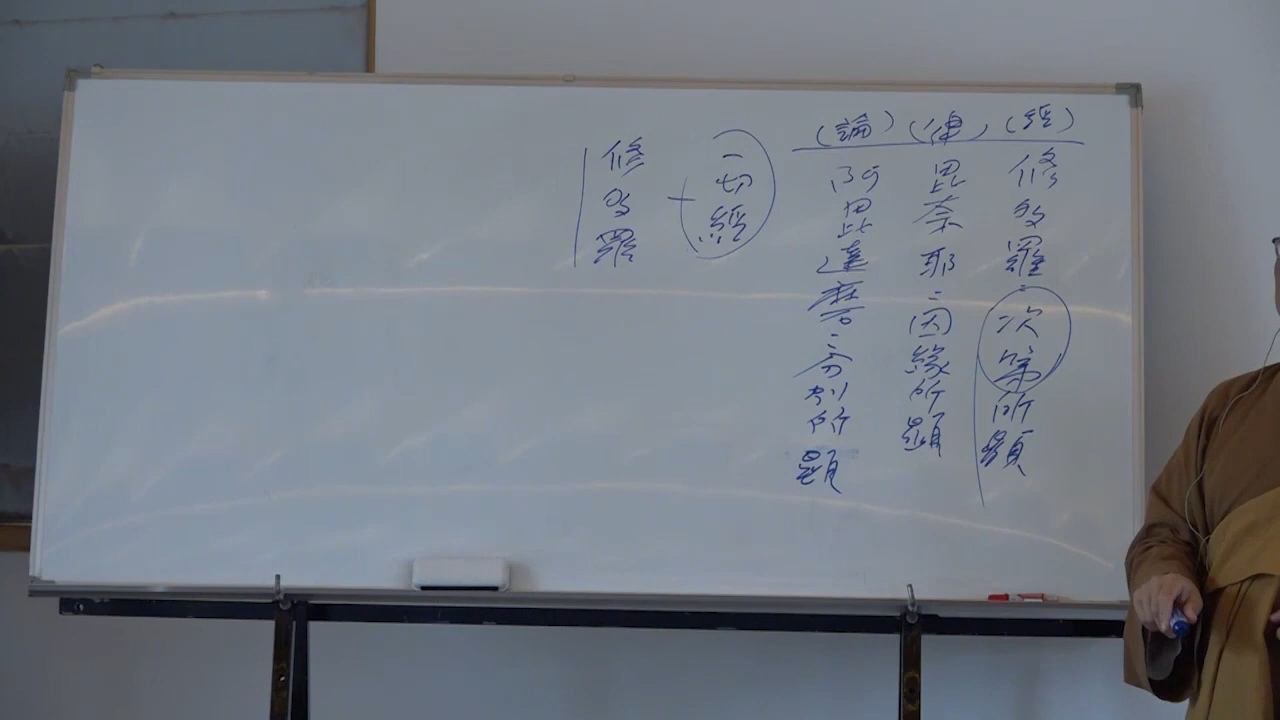 (經)
修多羅:次第所顯
(律)
毘奈耶:因緣所顯
(論)
阿毘達磨:分別所顯
一切經
修多羅